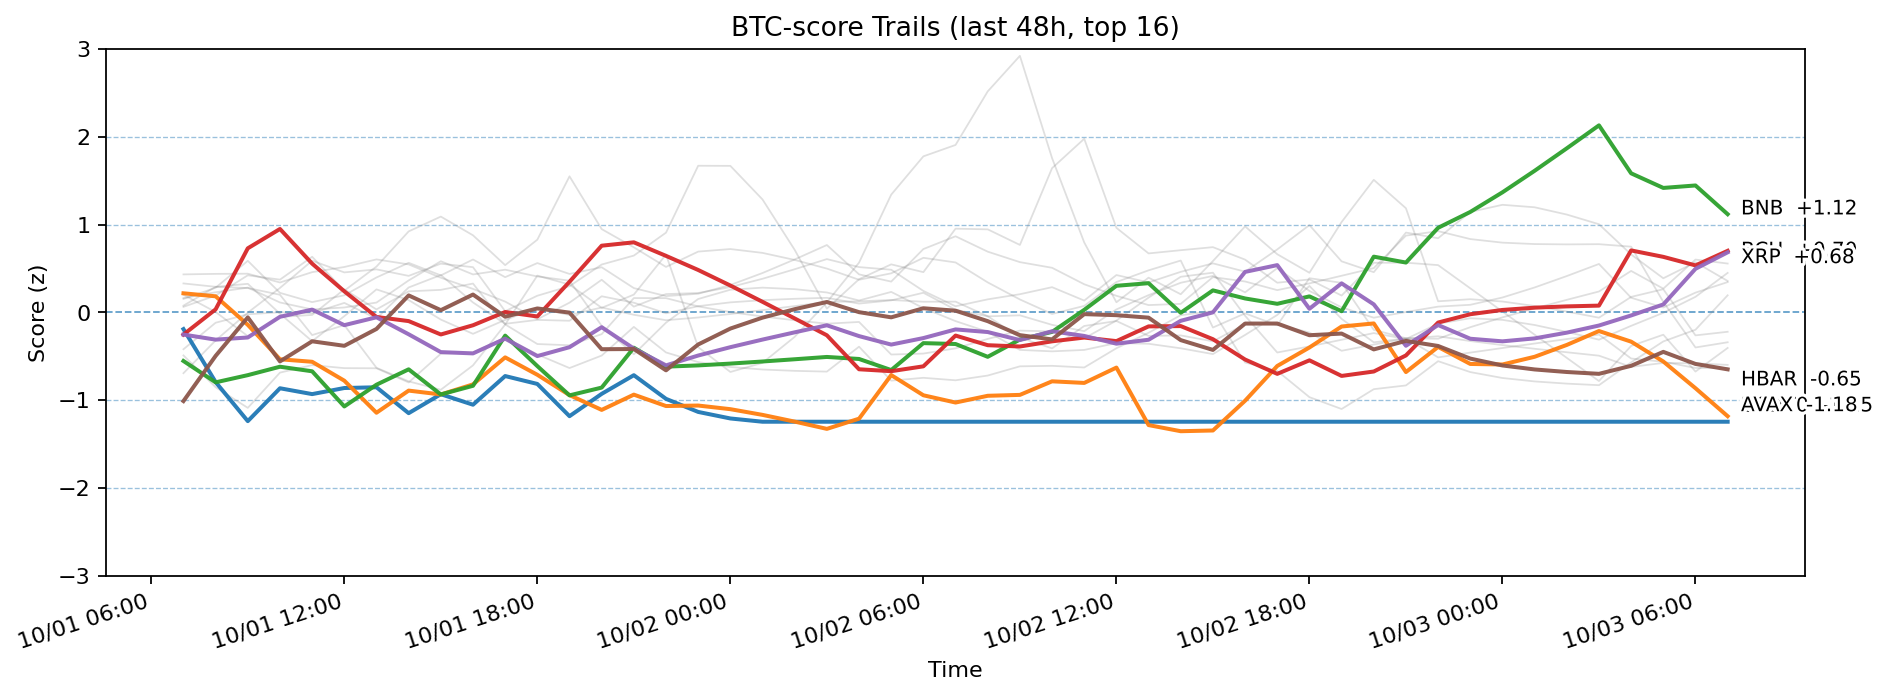 BTC-score Trails (last 48h, top 16)
Score (z)
3
2
1
0
−1
−2
−3
BNB +1.12
XRP +0.68
HBAR -0.65
AVAX
10/01 06:00
10/01 12:00
10/01 18:00
10/02 00:00
10/02 06:00
10/02 12:00
10/02 18:00
10/03 00:00
10/03 06:00
Time